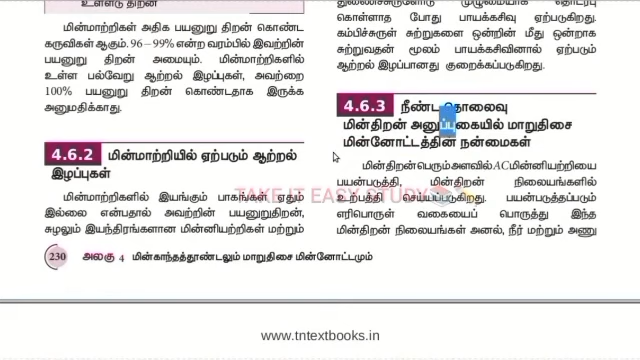 உள்ளீடு திறன்
மின்மாற்றிகள் அதிக பயனுறு திறன் கொண்ட
கருவிகள் ஆகும். 96 – 99% என்ற வரம்பில் இவற்றின்
பயனுறு திறன் அமையும். மின்மாற்றிகளில்
உள்ள பல்வேறு ஆற்றல் இழப்புகள், அவற்றை
100% பயனுறு திறன் கொண்டதாக இருக்க
அனுமதிக்காது.
4.6.2 மின்மாற்றியில் ஏற்படும் ஆற்றல்
இழப்புகள்
மின்மாற்றிகளில் இயங்கும் பாகங்கள் ஏதும்
இல்லை என்பதால் அவற்றின் பயனுறுதிறன்,
சுழலும் இயந்திரங்களான மின்னியற்றிகள் மற்றும்
கொள்ளாத போது பாயக்கசிவு ஏற்படுகிறது.
கம்பிச்சுருள் சுற்றுகளை ஒன்றின் மீது ஒன்றாக
சுற்றுவதன் மூலம் பாயக்கசிவினால் ஏற்படும்
ஆற்றல் இழப்பானது குறைக்கப்படுகிறது.
4.6.3 நீண்ட தொலைவு
மின்திறன் அனுப்புகையில் மாறுதிசை
மின்னோட்டத்தின் நன்மைகள்
மின்திறன் பெரும் அளவில் AC மின்னியற்றியை
பயன்படுத்தி, மின்திறன் நிலையங்களில்
உற்பத்தி செய்யப்படுகிறது. பயன்படுத்தப்படும்
எரிபொருள் வகையைப் பொருத்து இந்த
மின்திறன் நிலையங்கள் அனல், நீர் மற்றும் அணு
TAKE IT EASY STUDY
230 அலகு 4 மின்காந்தத்தூண்டலும் மாறுதிசை மின்னோட்டமும்
www.tntextbooks.in